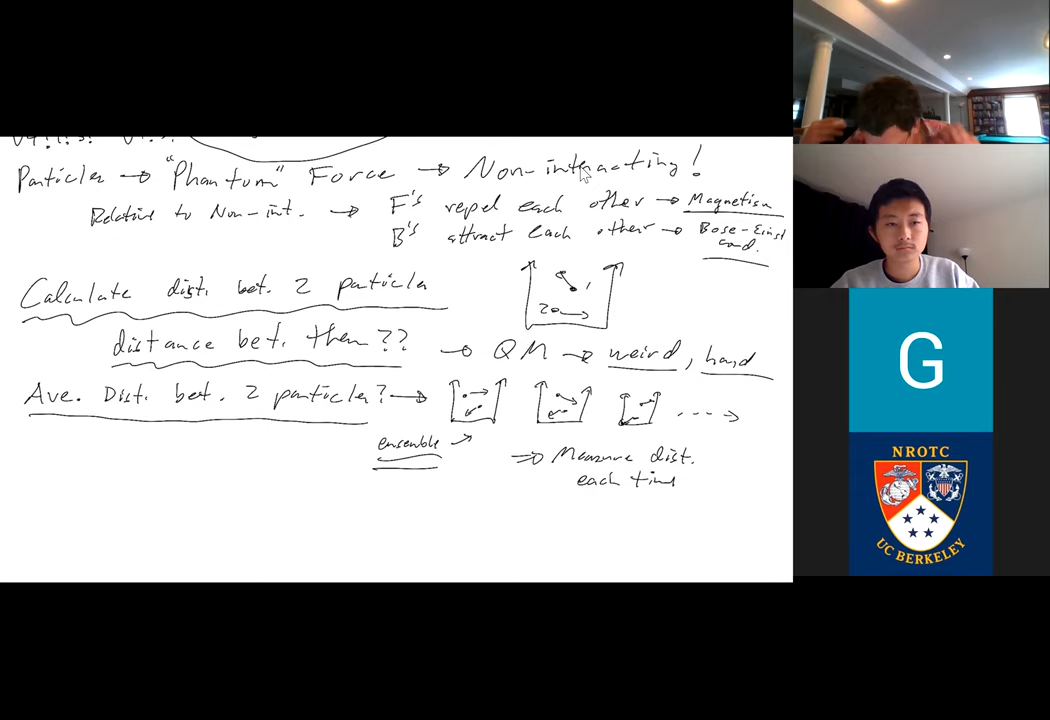 Particles → "Phantom" Force → Non-interacting!
Relative to Non-int. → F's repel each other → Magnetism
B's attract each other → Bose-Einst
cond.
Calculate dist. bet. 2 particles
distance bet. them?? → QM → weird, hard
Ave. Dist. bet. 2 particles? →
ensemble →
⇒ Measure dist.
each time
G
NROTC
UC BERKELEY